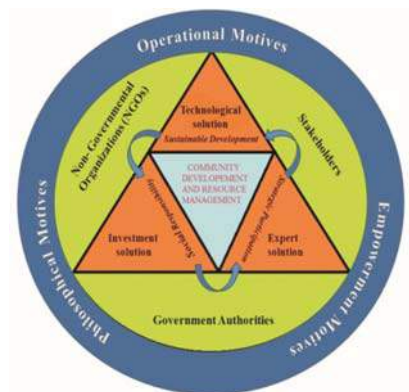 Operational Motives
Non- Governmental
Organizations (NGOs)
Stakeholders
Technological
solution
Sustainable Development
COMMUNITY
DEVELOPEMENT
AND RESOURCE
MANAGEMENT
Social Responsibility
Strategic Participation
Investment
solution
Expert
solution
Government Authorities
Philosophical Motives
Empowerment Motives